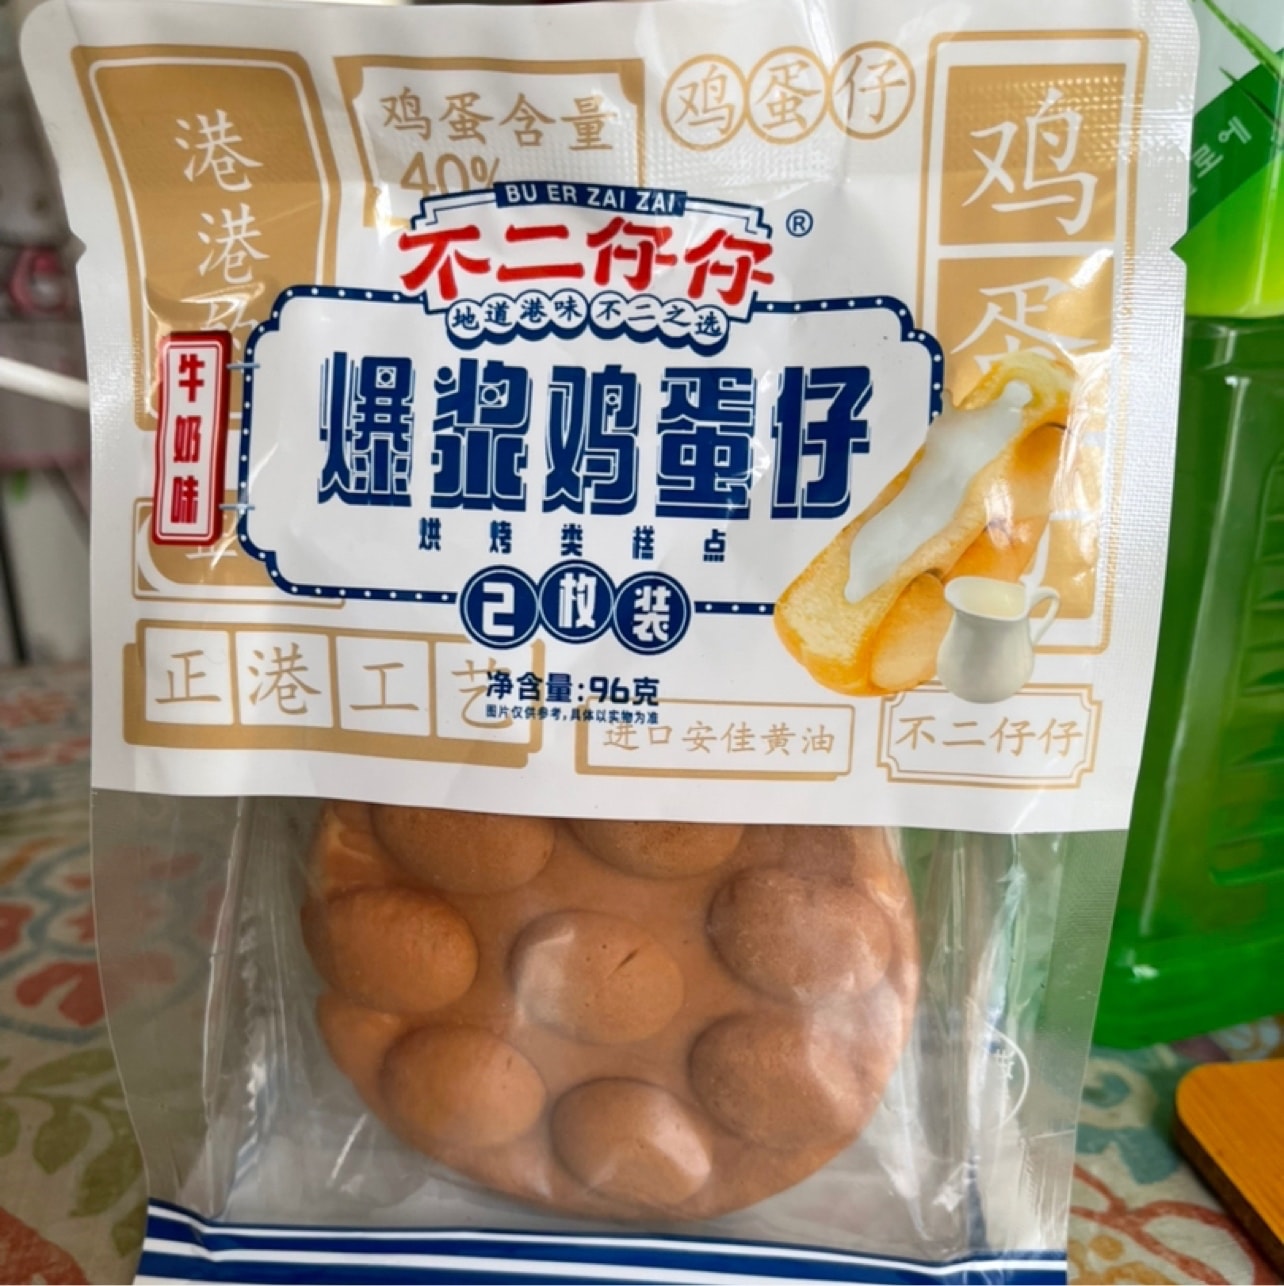 港港
鸡蛋含量
40%
鸡蛋仔
鸡蛋
BU ER ZAI ZAI
不二仔仔®
地道港味 不二之选
牛奶味
爆浆鸡蛋仔
烘烤类糕点
2枚装
正港工艺
净含量:96克
图片仅供参考,具体以实物为准
进口安佳黄油
不二仔仔
로에